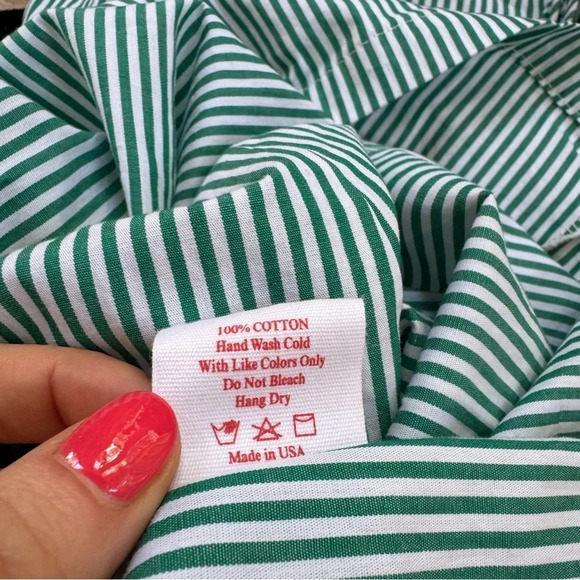 100% COTTON
Hand Wash Cold
With Like Colors Only
Do Not Bleach
Hang Dry
Made in USA